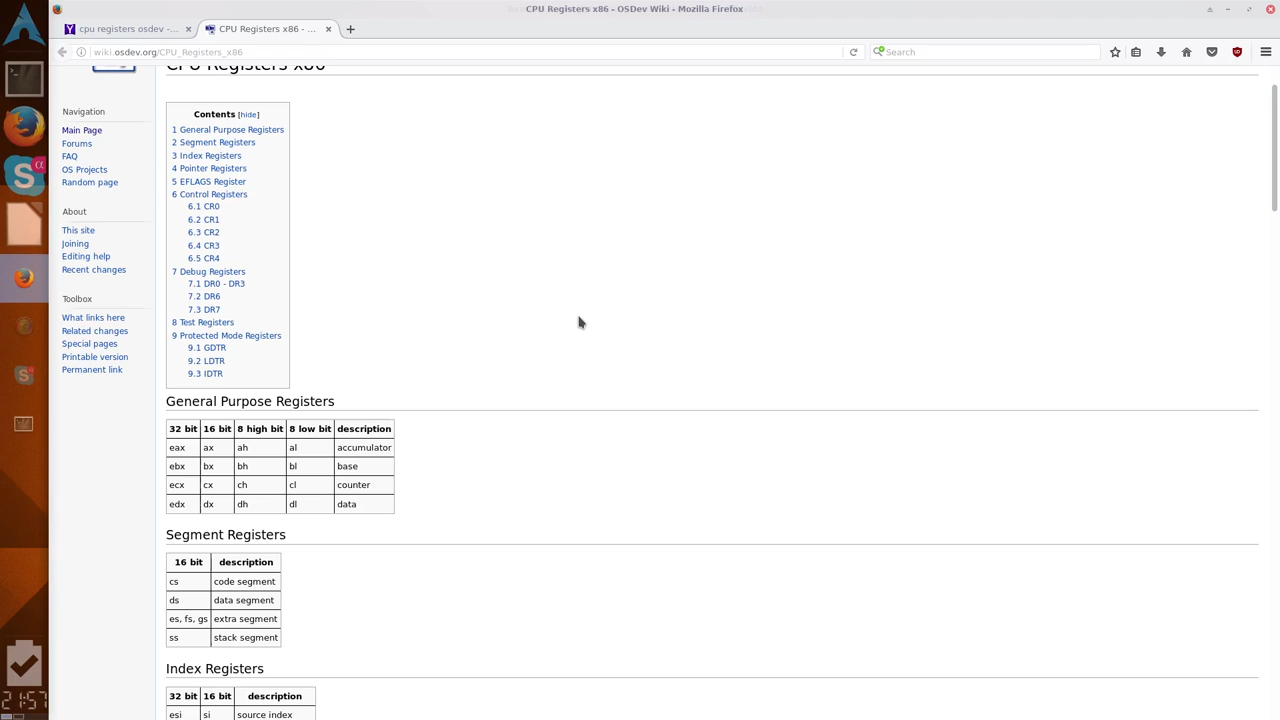 CPU Registers x86 - OSDev Wiki - Mozilla Firefox
cpu registers osdev -...
CPU Registers x86 - ...
wiki.osdev.org/CPU_Registers_x86
Search
CPU Registers x86
Navigation
Main Page
Forums
FAQ
OS Projects
Random page
About
This site
Joining
Editing help
Recent changes
Toolbox
What links here
Related changes
Special pages
Printable version
Permanent link
Contents [hide]
1 General Purpose Registers
2 Segment Registers
3 Index Registers
4 Pointer Registers
5 EFLAGS Register
6 Control Registers
6.1 CR0
6.2 CR1
6.3 CR2
6.4 CR3
6.5 CR4
7 Debug Registers
7.1 DR0 - DR3
7.2 DR6
7.3 DR7
8 Test Registers
9 Protected Mode Registers
9.1 GDTR
9.2 LDTR
9.3 IDTR
General Purpose Registers
32 bit 16 bit 8 high bit 8 low bit description
eax ax ah al accumulator
ebx bx bh bl base
ecx cx ch cl counter
edx dx dh dl data
Segment Registers
16 bit description
cs code segment
ds data segment
es, fs, gs extra segment
ss stack segment
Index Registers
32 bit 16 bit description
esi si source index
21:57